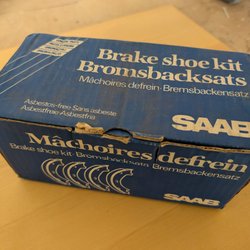 Brake shoe kit
Bromsbacksats
Mâchoires defrein·Bremsbackensatz
Asbestos-free Sans asbeste
Asbestfrae Asbestfria
SAAB
Mâchoires defrein
Brake shoe kit·Bromsbacksats·Bremsbackensatz
SAAB